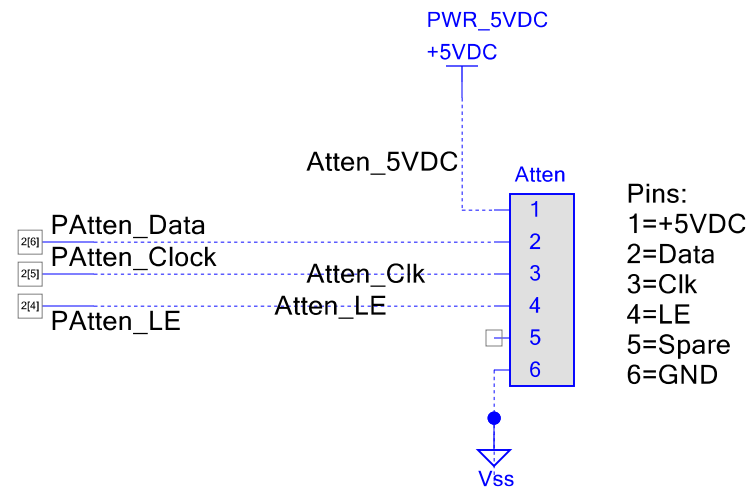 PWR_5VDC
+5VDC
Atten_5VDC
Atten
Pins:
1
1=+5VDC
2[6]
PAtten_Data
2
2=Data
2[5]
PAtten_Clock
Atten_Clk
3
3=Clk
2[4]
Atten_LE
4
4=LE
PAtten_LE
5
5=Spare
6
6=GND
Vss